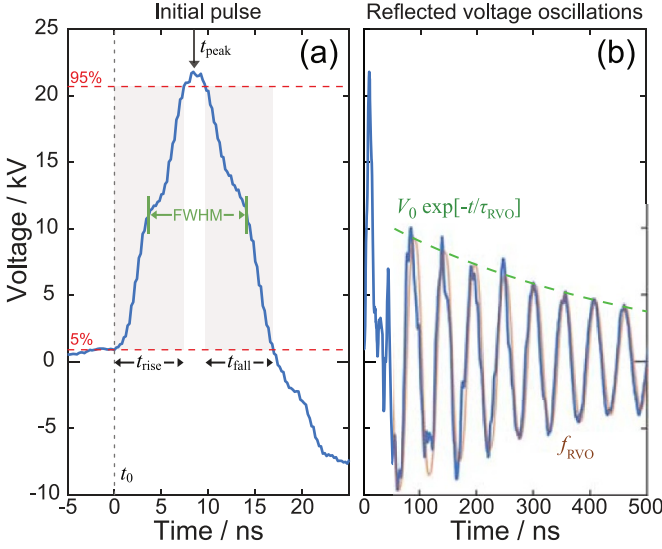 Initial pulse
Reflected voltage oscillations
25
(a)
(b)
t_peak
95%
20
15
V₀ exp[-t/τ_RVO]
FWHM
10
5
5%
0
t_rise
t_fall
-5
f_RVO
t₀
-10
-5 0 5 10 15 20
0 100 200 300 400 500
Time / ns
Time / ns
Voltage / kV